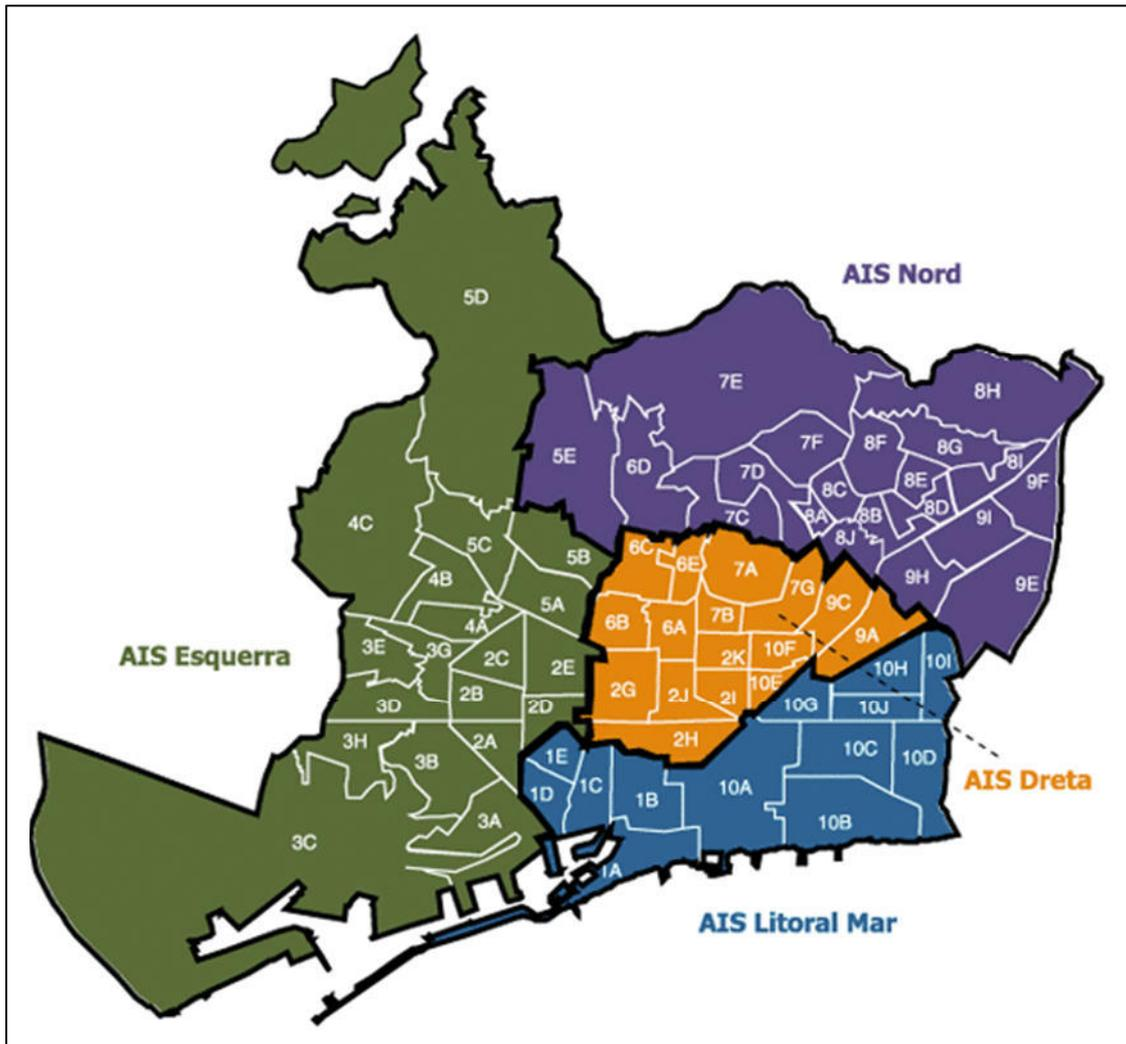 AIS Nord
5D
7E
8H
5E
6D
7F
8F
8G
8I
7D
8C
8E
9F
4C
7C
8A
8B
8D
9I
5C
5B
6C
6E
7A
8J
9H
9E
4B
5A
7G
9C
6B
6A
7B
4A
9A
AIS Esquerra
3E
3G
2C
2E
2K
10F
10H
10I
3D
2B
2D
2G
2J
2I
10E
10G
10J
3H
3B
2A
2H
10C
10D
1E
AIS Dreta
1D
1C
1B
10A
3C
3A
10B
1A
AIS Litoral Mar